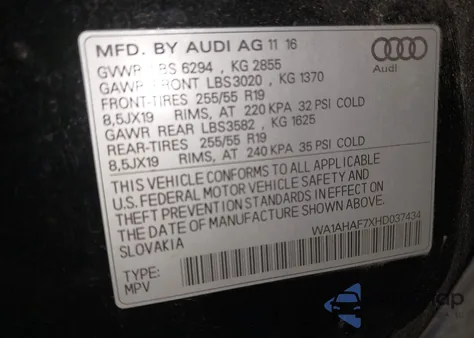 MFD. BY AUDI AG 11 16
GVWR LBS 6294 , KG 2855
GAWR FRONT LBS3020 , KG 1370
FRONT-TIRES 255/55 R19
8,5JX19 RIMS, AT 220 KPA 32 PSI COLD
GAWR REAR LBS3582 , KG 1625
REAR-TIRES 255/55 R19
8,5JX19 RIMS, AT 240 KPA 35 PSI COLD
Audi
THIS VEHICLE CONFORMS TO ALL APPLICABLE
U.S. FEDERAL MOTOR VEHICLE SAFETY AND
THEFT PREVENTION STANDARDS IN EFFECT ON
THE DATE OF MANUFACTURE SHOWN ABOVE.
SLOVAKIA
WA1AHAF7XHD037434
TYPE:
MPV